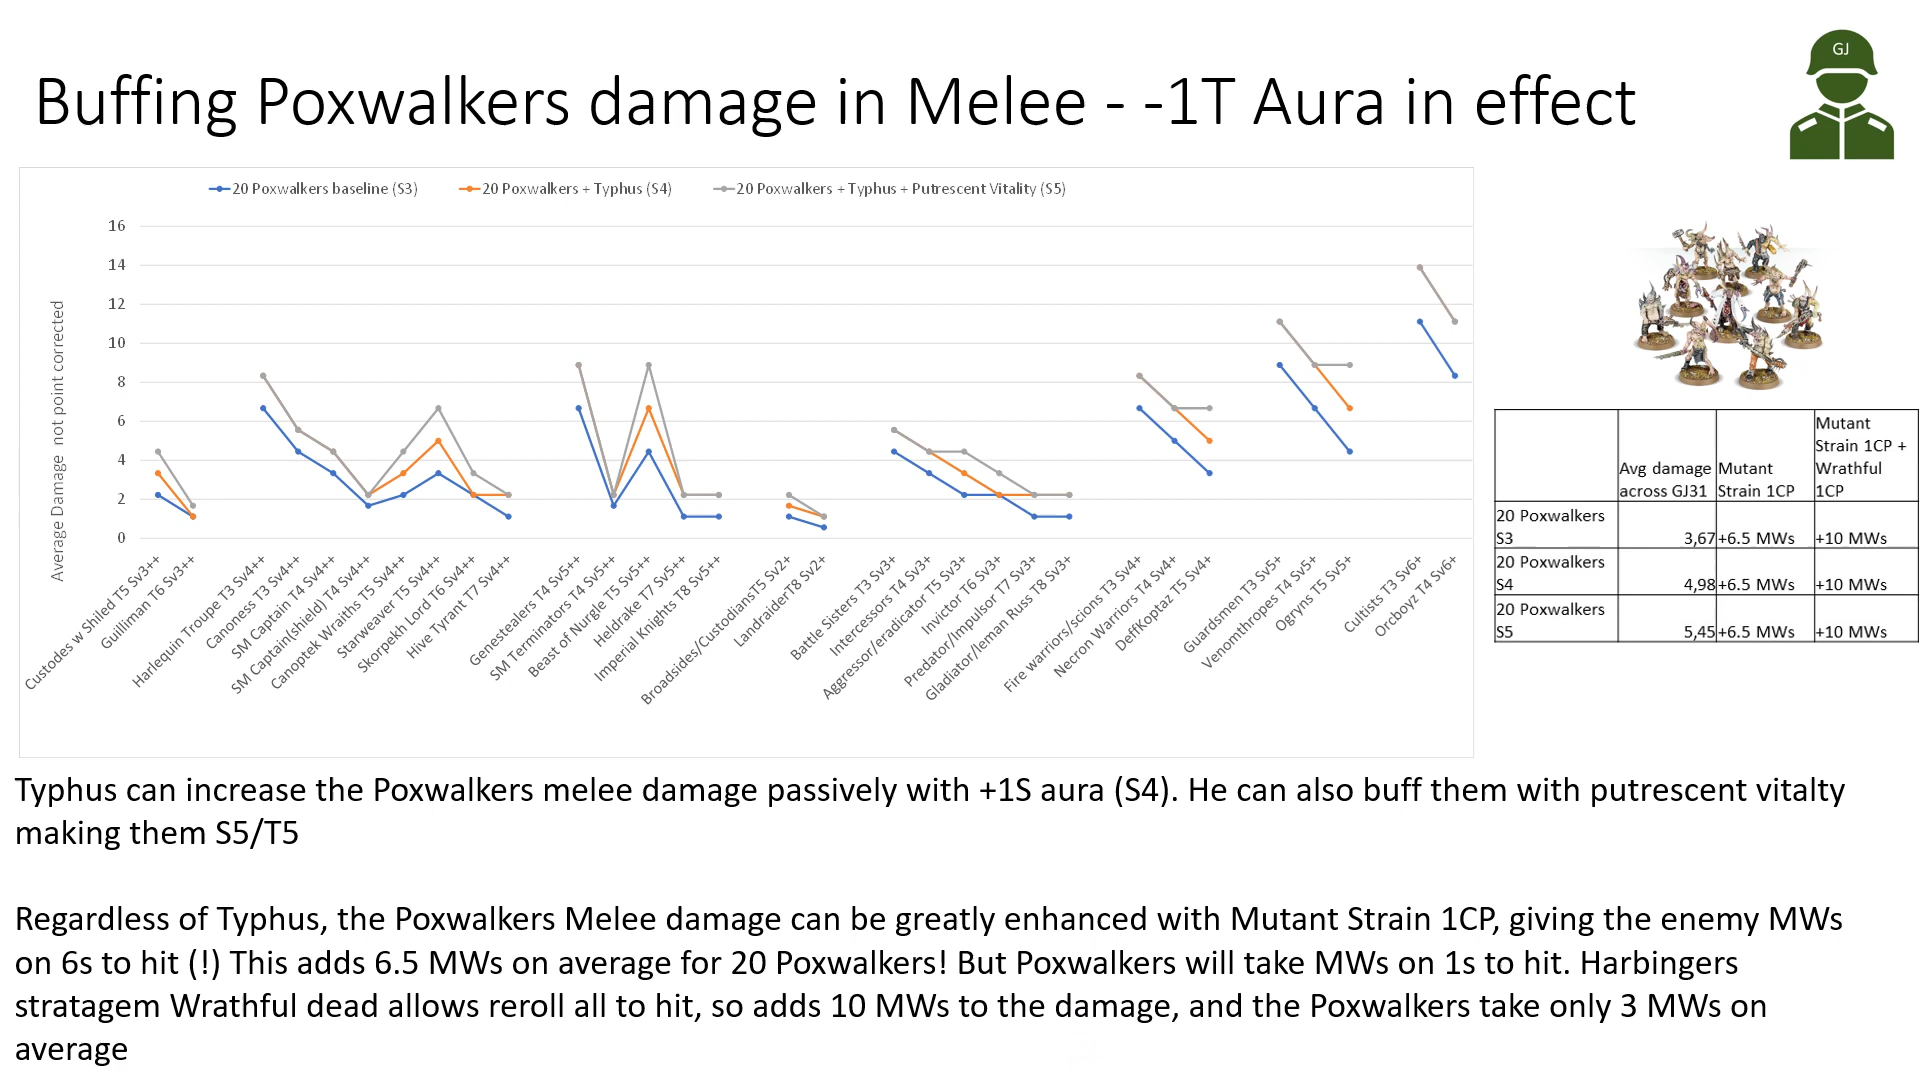 GJ
Buffing Poxwalkers damage in Melee - -1T Aura in effect
20 Poxwalkers baseline (S3)
20 Poxwalkers + Typhus (S4)
20 Poxwalkers + Typhus + Putrescent Vitality (S5)
Average Damage  not point corrected
16
14
12
10
8
6
4
2
0
Custodes w Shiled T5 Sv3++
Guilliman T6 Sv3++
Harlequin Troupe T3 Sv4++
Canoness T3 Sv4++
SM Captain T4 Sv4++
SM Captain(shield) T4 Sv4++
Canoptek Wraiths T5 Sv4++
Starweaver T5 Sv4++
Skorpekh Lord T6 Sv4++
Hive Tyrant T7 Sv4++
Genestealers T4 Sv5++
SM Terminators T4 Sv5++
Beast of Nurgle T5 Sv5++
Heldrake T7 Sv5++
Imperial Knights T8 Sv5++
Broadsides/CustodiansT5 Sv2+
LandraiderT8 Sv2+
Battle Sisters T3 Sv3+
Intercessors T4 Sv3+
Aggressor/eradicator T5 Sv3+
Invictor T6 Sv3+
Predator/Impulsor T7 Sv3+
Gladiator/leman Russ T8 Sv3+
Fire warriors/scions T3 Sv4+
Necron Warriors T4 Sv4+
DeffKoptaz T5 Sv4+
Guardsmen T3 Sv5+
Venomthropes T4 Sv5+
Ogryns T5 Sv5+
Cultists T3 Sv6+
Orcboyz T4 Sv6+
Avg damage across GJ31
Mutant Strain 1CP
Mutant Strain 1CP + Wrathful 1CP
20 Poxwalkers S3
3,67
+6.5 MWs
+10 MWs
20 Poxwalkers S4
4,98
+6.5 MWs
+10 MWs
20 Poxwalkers S5
5,45
+6.5 MWs
+10 MWs
Typhus can increase the Poxwalkers melee damage passively with +1S aura (S4). He can also buff them with putrescent vitalty
making them S5/T5
Regardless of Typhus, the Poxwalkers Melee damage can be greatly enhanced with Mutant Strain 1CP, giving the enemy MWs
on 6s to hit (!) This adds 6.5 MWs on average for 20 Poxwalkers! But Poxwalkers will take MWs on 1s to hit. Harbingers
stratagem Wrathful dead allows reroll all to hit, so adds 10 MWs to the damage, and the Poxwalkers take only 3 MWs on
average